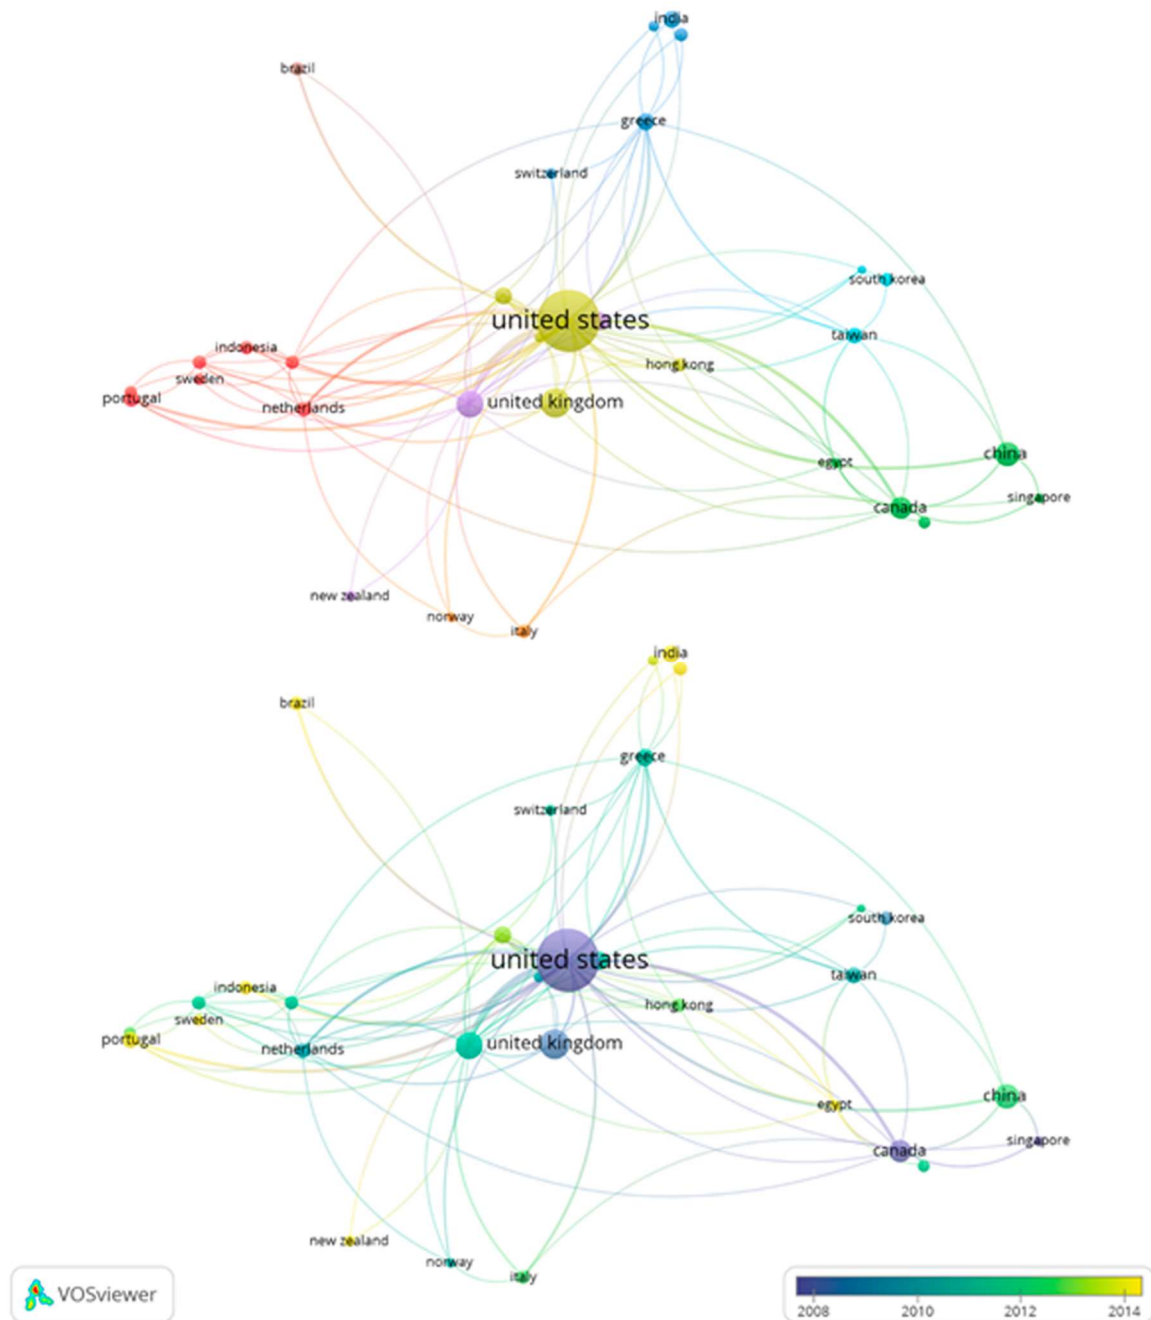 india
brazil
greece
switzerland
south korea
united states
taiwan
indonesia
hong kong
sweden
portugal
netherlands
united kingdom
china
egypt
singapore
canada
new zealand
norway
italy
india
brazil
greece
switzerland
south korea
united states
taiwan
indonesia
hong kong
sweden
portugal
netherlands
united kingdom
china
egypt
singapore
canada
new zealand
norway
italy
VOSviewer
2008 2010 2012 2014